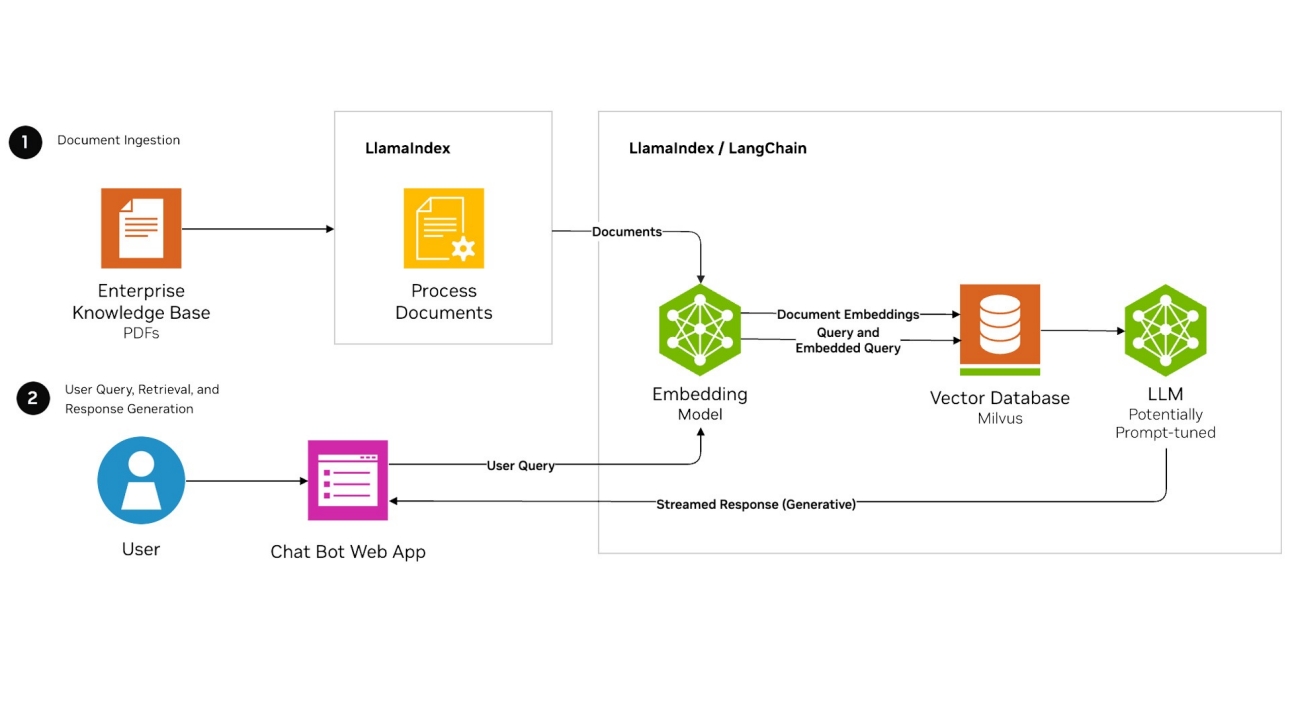 1
Document Ingestion
LlamaIndex
LlamaIndex / LangChain
Documents
Enterprise
Knowledge Base
PDFs
Process
Documents
Document Embeddings
Query and
Embedded Query
Embedding
Model
Vector Database
Milvus
LLM
Potentially
Prompt-tuned
2
User Query, Retrieval, and
Response Generation
User Query
Streamed Response (Generative)
User
Chat Bot Web App